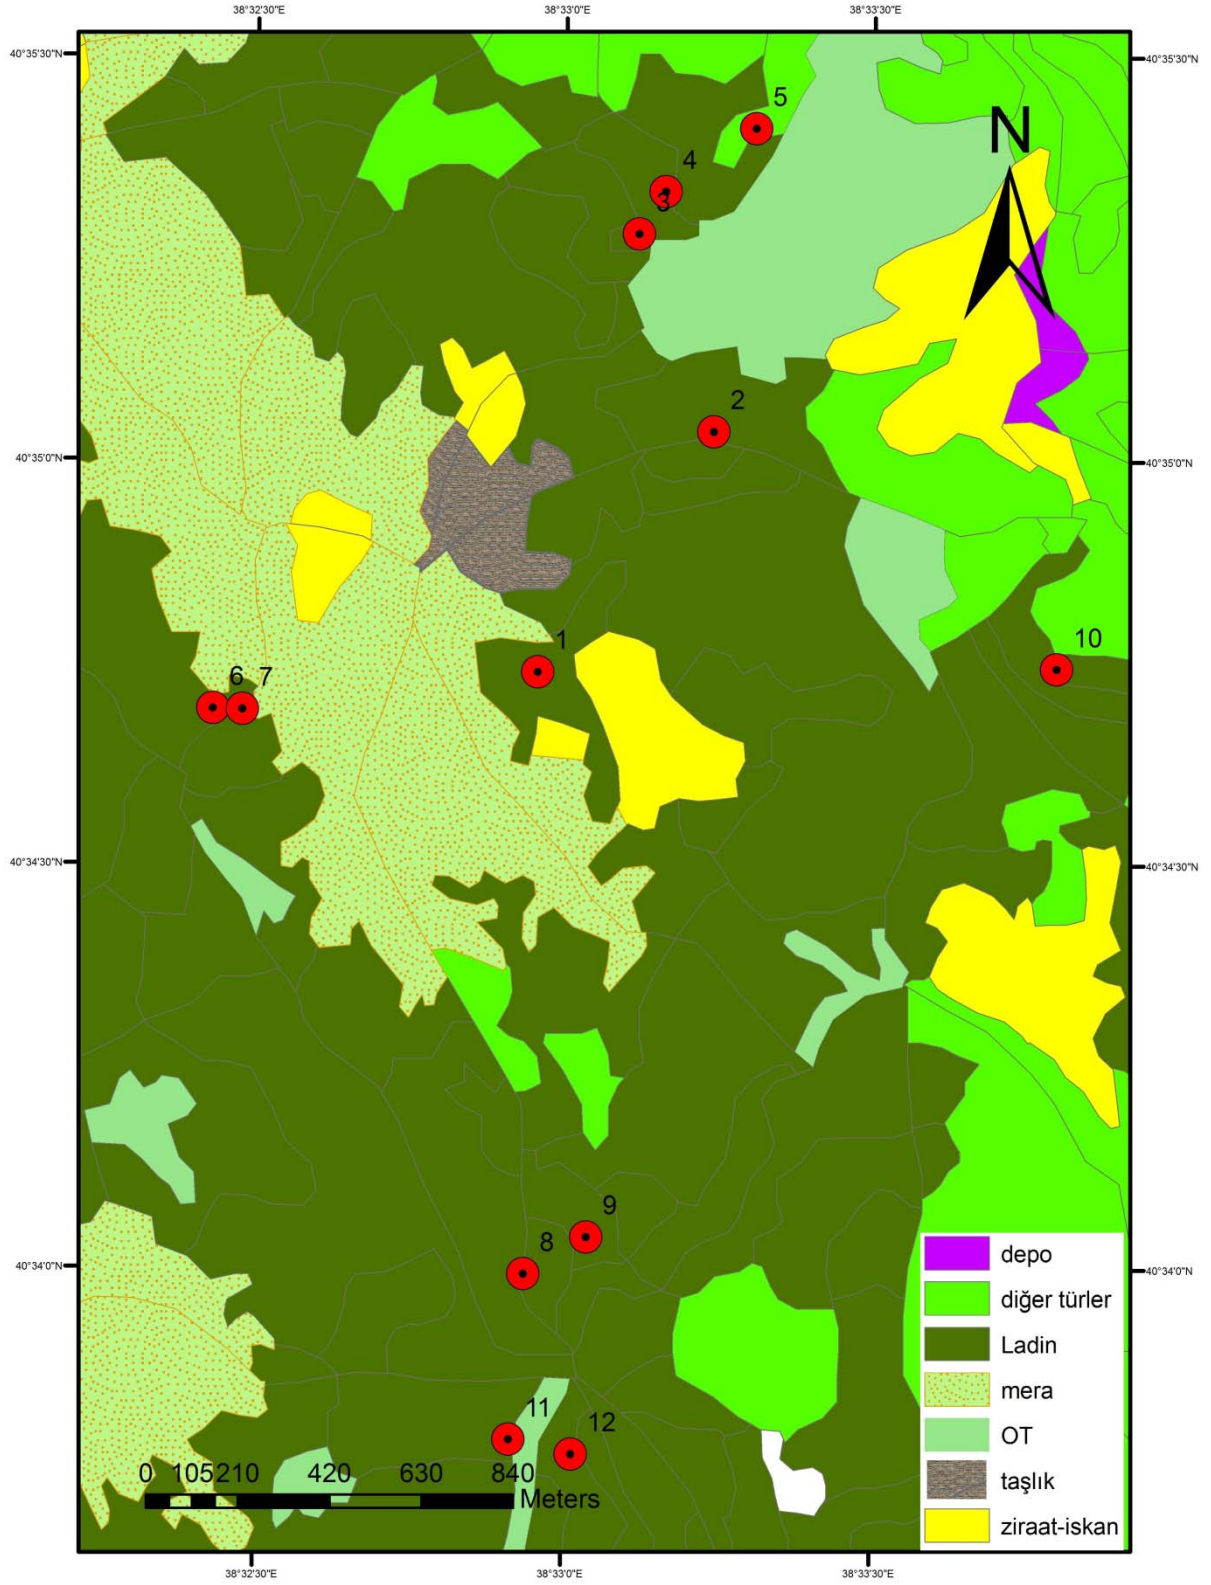 38°32'30"E 38°33'0"E 38°33'30"E
40°35'30"N 40°35'30"N
N
5
4
3
2
40°35'0"N 40°35'0"N
1
10
6 7
40°34'30"N 40°34'30"N
9
8
40°34'0"N 40°34'0"N
depo
diğer türler
Ladin
mera
OT
taşlık
ziraat-iskan
11
12
0 105 210 420 630 840
Meters
38°32'30"E 38°33'0"E 38°33'30"E